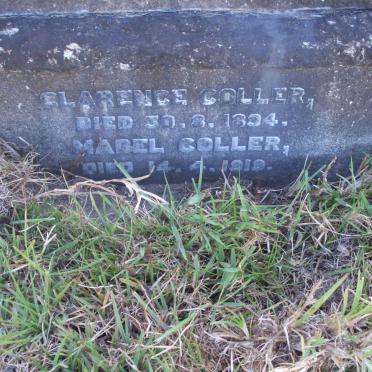 CLARENCE COLLER,
DIED 30. 8. 1894.
MABEL COLLER,
DIED 14. 4. 1919.